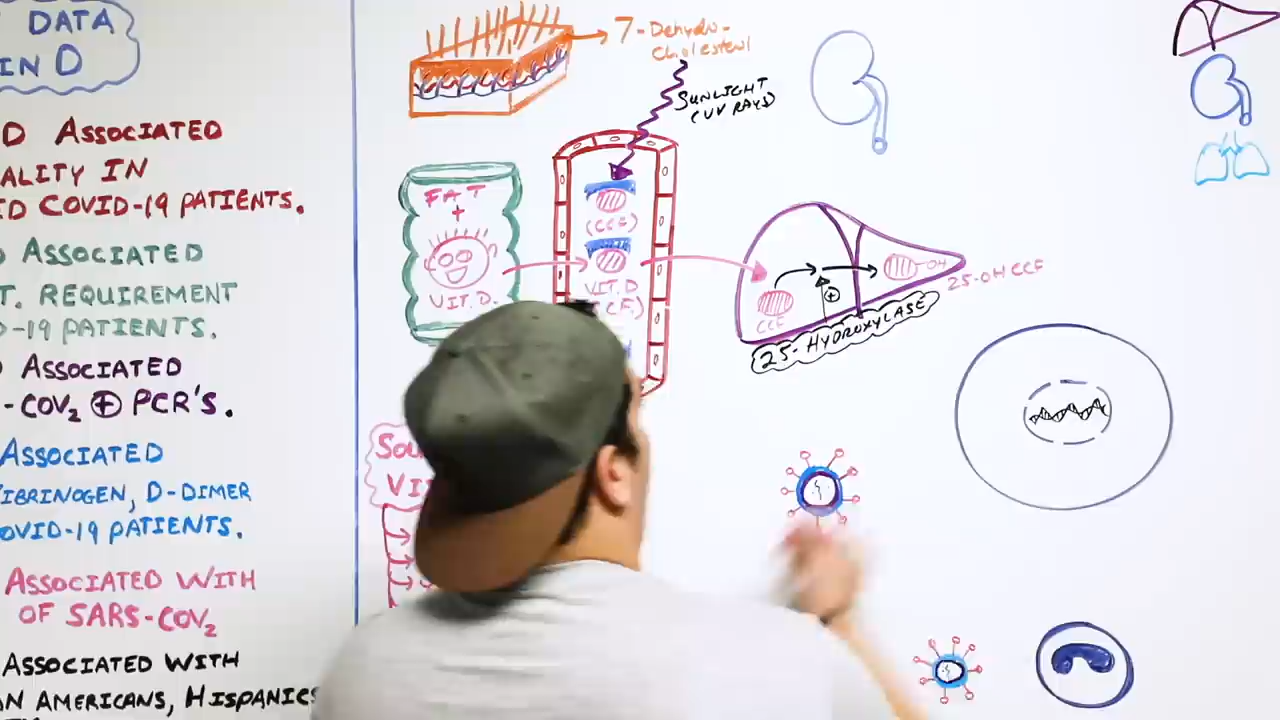 DATA
IN D
D ASSOCIATED
ALITY IN
ID COVID-19 PATIENTS.
ASSOCIATED
T. REQUIREMENT
D-19 PATIENTS.
ASSOCIATED
-COV2 ⊕ PCR'S.
ASSOCIATED
IBRINOGEN, D-DIMER
OVID-19 PATIENTS.
ASSOCIATED WITH
OF SARS-COV2
ASSOCIATED WITH
AN AMERICANS, HISPANICS
7-Dehydro-
Cholesterol
SUNLIGHT
(UV RAYS)
FAT
+
VIT. D.
(CCF)
VIT. D
CF)
SOU
VI
CCF
⊕
-OH
25-OH CCF
25-HYDROXYLASE